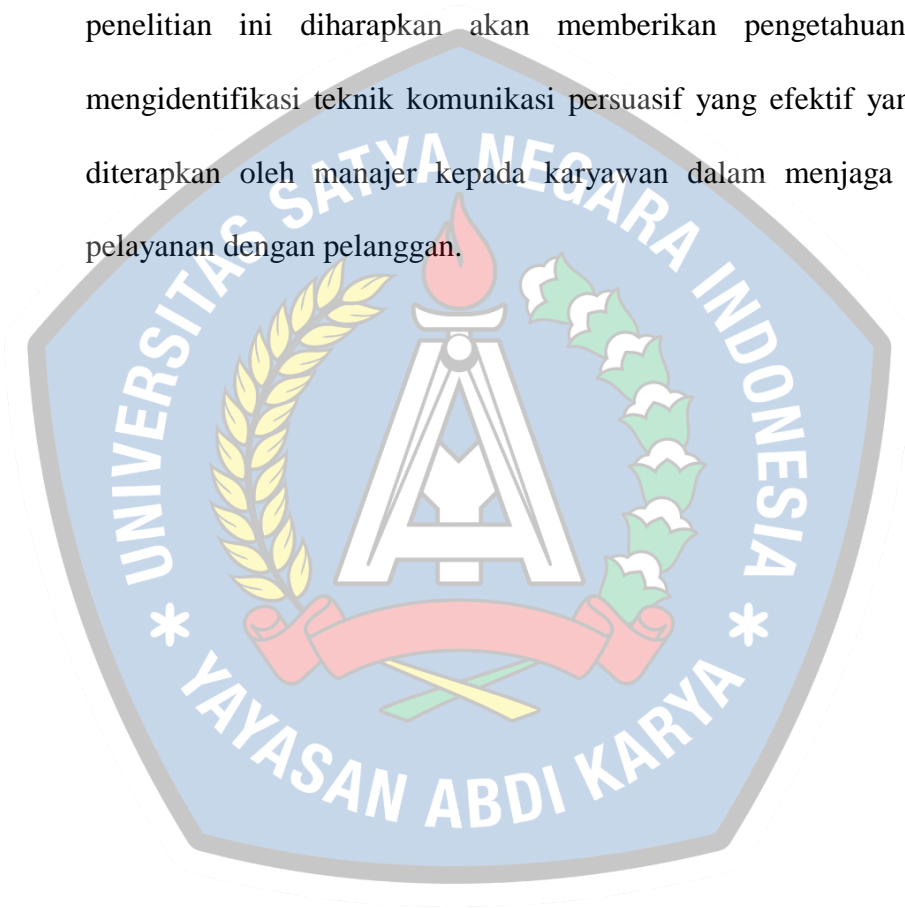 penelitian ini diharapkan akan memberikan pengetahuan
mengidentifikasi teknik komunikasi persuasif yang efektif
diterapkan oleh manajer kepada karyawan dalam menjaga
pelayanan dengan pelanggan.
UNIVERSITAS SATYA NEGARA INDONESIA
* YAYASAN ABDI KARYA *